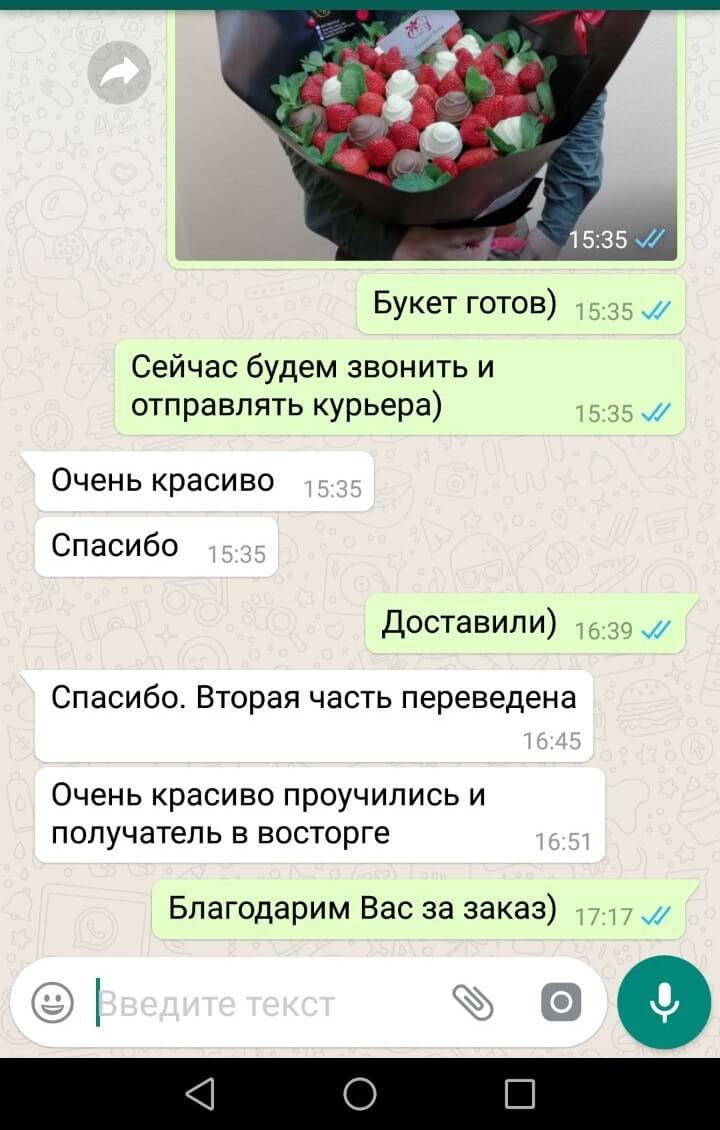 15:35
Букет готов) 15:35
Сейчас будем звонить и
отправлять курьера) 15:35
Очень красиво 15:35
Спасибо 15:35
Доставили) 16:39
Спасибо. Вторая часть переведена
16:45
Очень красиво проучились и
получатель в восторге 16:51
Благодарим Вас за заказ) 17:17
Введите текст